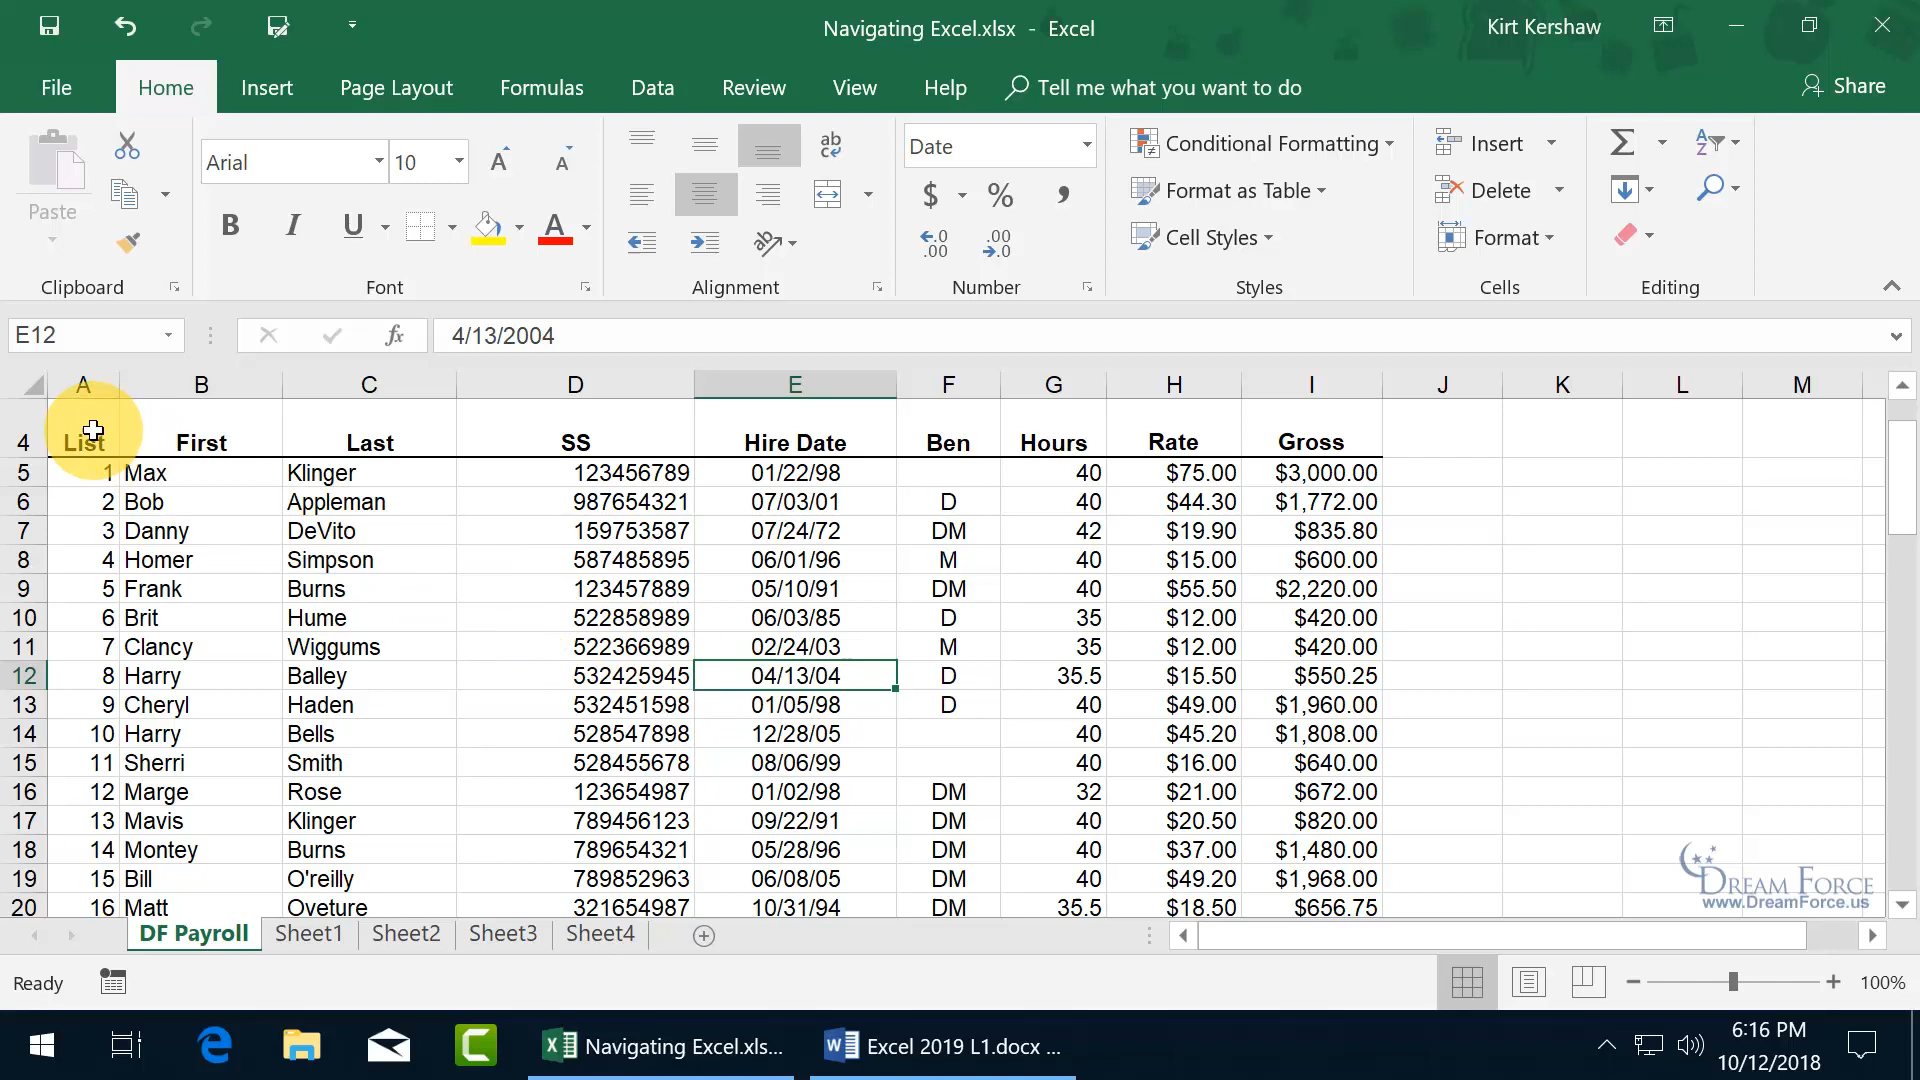 Navigating Excel.xlsx - Excel
Kirt Kershaw
File Home Insert Page Layout Formulas Data Review View Help Tell me what you want to do Share
Paste
Clipboard
Arial 10
B I U A
Font
ab c
Alignment
Date
$ % ,
.0 .00 .00 .0
Number
Conditional Formatting
Format as Table
Cell Styles
Styles
Insert
Delete
Format
Cells
Σ A Z
Editing
E12 fx 4/13/2004
A B C D E F G H I J K L M
4 List First Last SS Hire Date Ben Hours Rate Gross
5 1 Max Klinger 123456789 01/22/98 40 $75.00 $3,000.00
6 2 Bob Appleman 987654321 07/03/01 D 40 $44.30 $1,772.00
7 3 Danny DeVito 159753587 07/24/72 DM 42 $19.90 $835.80
8 4 Homer Simpson 587485895 06/01/96 M 40 $15.00 $600.00
9 5 Frank Burns 123457889 05/10/91 DM 40 $55.50 $2,220.00
10 6 Brit Hume 522858989 06/03/85 D 35 $12.00 $420.00
11 7 Clancy Wiggums 522366989 02/24/03 M 35 $12.00 $420.00
12 8 Harry Balley 532425945 04/13/04 D 35.5 $15.50 $550.25
13 9 Cheryl Haden 532451598 01/05/98 D 40 $49.00 $1,960.00
14 10 Harry Bells 528547898 12/28/05 40 $45.20 $1,808.00
15 11 Sherri Smith 528455678 08/06/99 40 $16.00 $640.00
16 12 Marge Rose 123654987 01/02/98 DM 32 $21.00 $672.00
17 13 Mavis Klinger 789456123 09/22/91 DM 40 $20.50 $820.00
18 14 Montey Burns 789654321 05/28/96 DM 40 $37.00 $1,480.00
19 15 Bill O'reilly 789852963 06/08/05 DM 40 $49.20 $1,968.00
20 16 Matt Oveture 321654987 10/31/94 DM 35.5 $18.50 $656.75
Dream Force
www.DreamForce.us
DF Payroll Sheet1 Sheet2 Sheet3 Sheet4
Ready 100%
Navigating Excel.xls... Excel 2019 L1.docx ...
6:16 PM
10/12/2018